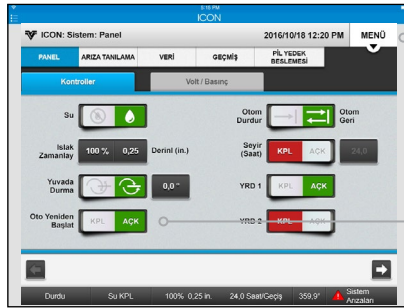 5:15 PM
ICON
ICON: Sistem: Panel
2016/10/18 12:20 PM
MENÜ
PANEL
ARIZA TANILAMA
VERİ
GEÇMİŞ
PİL YEDEK
BESLEMESİ
Kontroller
Volt / Basınç
Su
Otom
Durdur
Otom
Geri
Islak
Zamanlay
100 %
0,25
Derinl (in.)
Seyir
(Saat)
KPL
AÇK
24,0
Yuvada
Durma
0,0 °
YRD 1
KPL
AÇK
Oto Yeniden
Başlat
KPL
AÇK
YRD 2
KPL
AÇK
Durdu
Su KPL
100% 0,25 in.
24,0 Saat/Geçiş
359,9°
Sistem
Arızaları